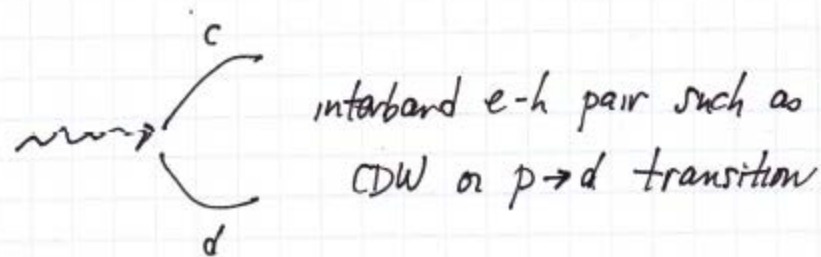 c
interband e-h pair such as
CDW or p→d transition
d